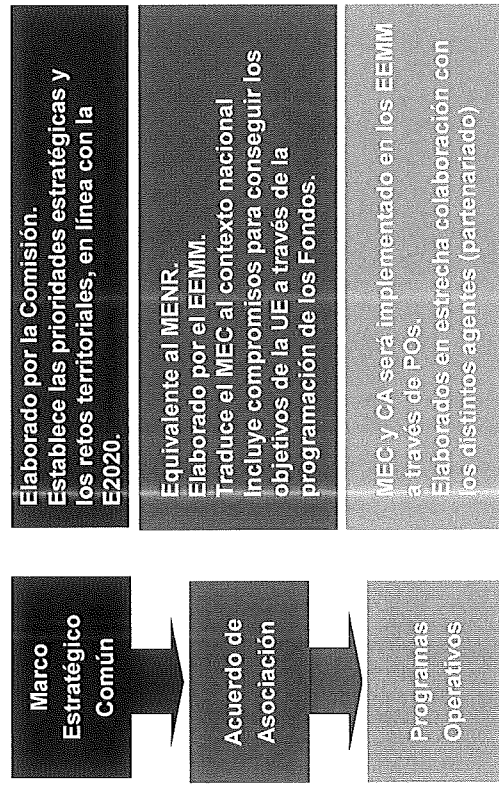 Marco
Estratégico
Común
Elaborado por la Comisión.
Establece las prioridades estratégicas y
los retos territoriales, en línea con la
E2020.
Acuerdo de
Asociación
Equivalente al MENR.
Elaborado por el EEMM.
Traduce el MEC al contexto nacional
Incluye compromisos para conseguir los
objetivos de la UE a través de la
programación de los Fondos.
Programas
Operativos
MEC y CA será implementado en los EEMM
a través de POs.
Elaborados en estrecha colaboración con
los distintos agentes (partenariado)